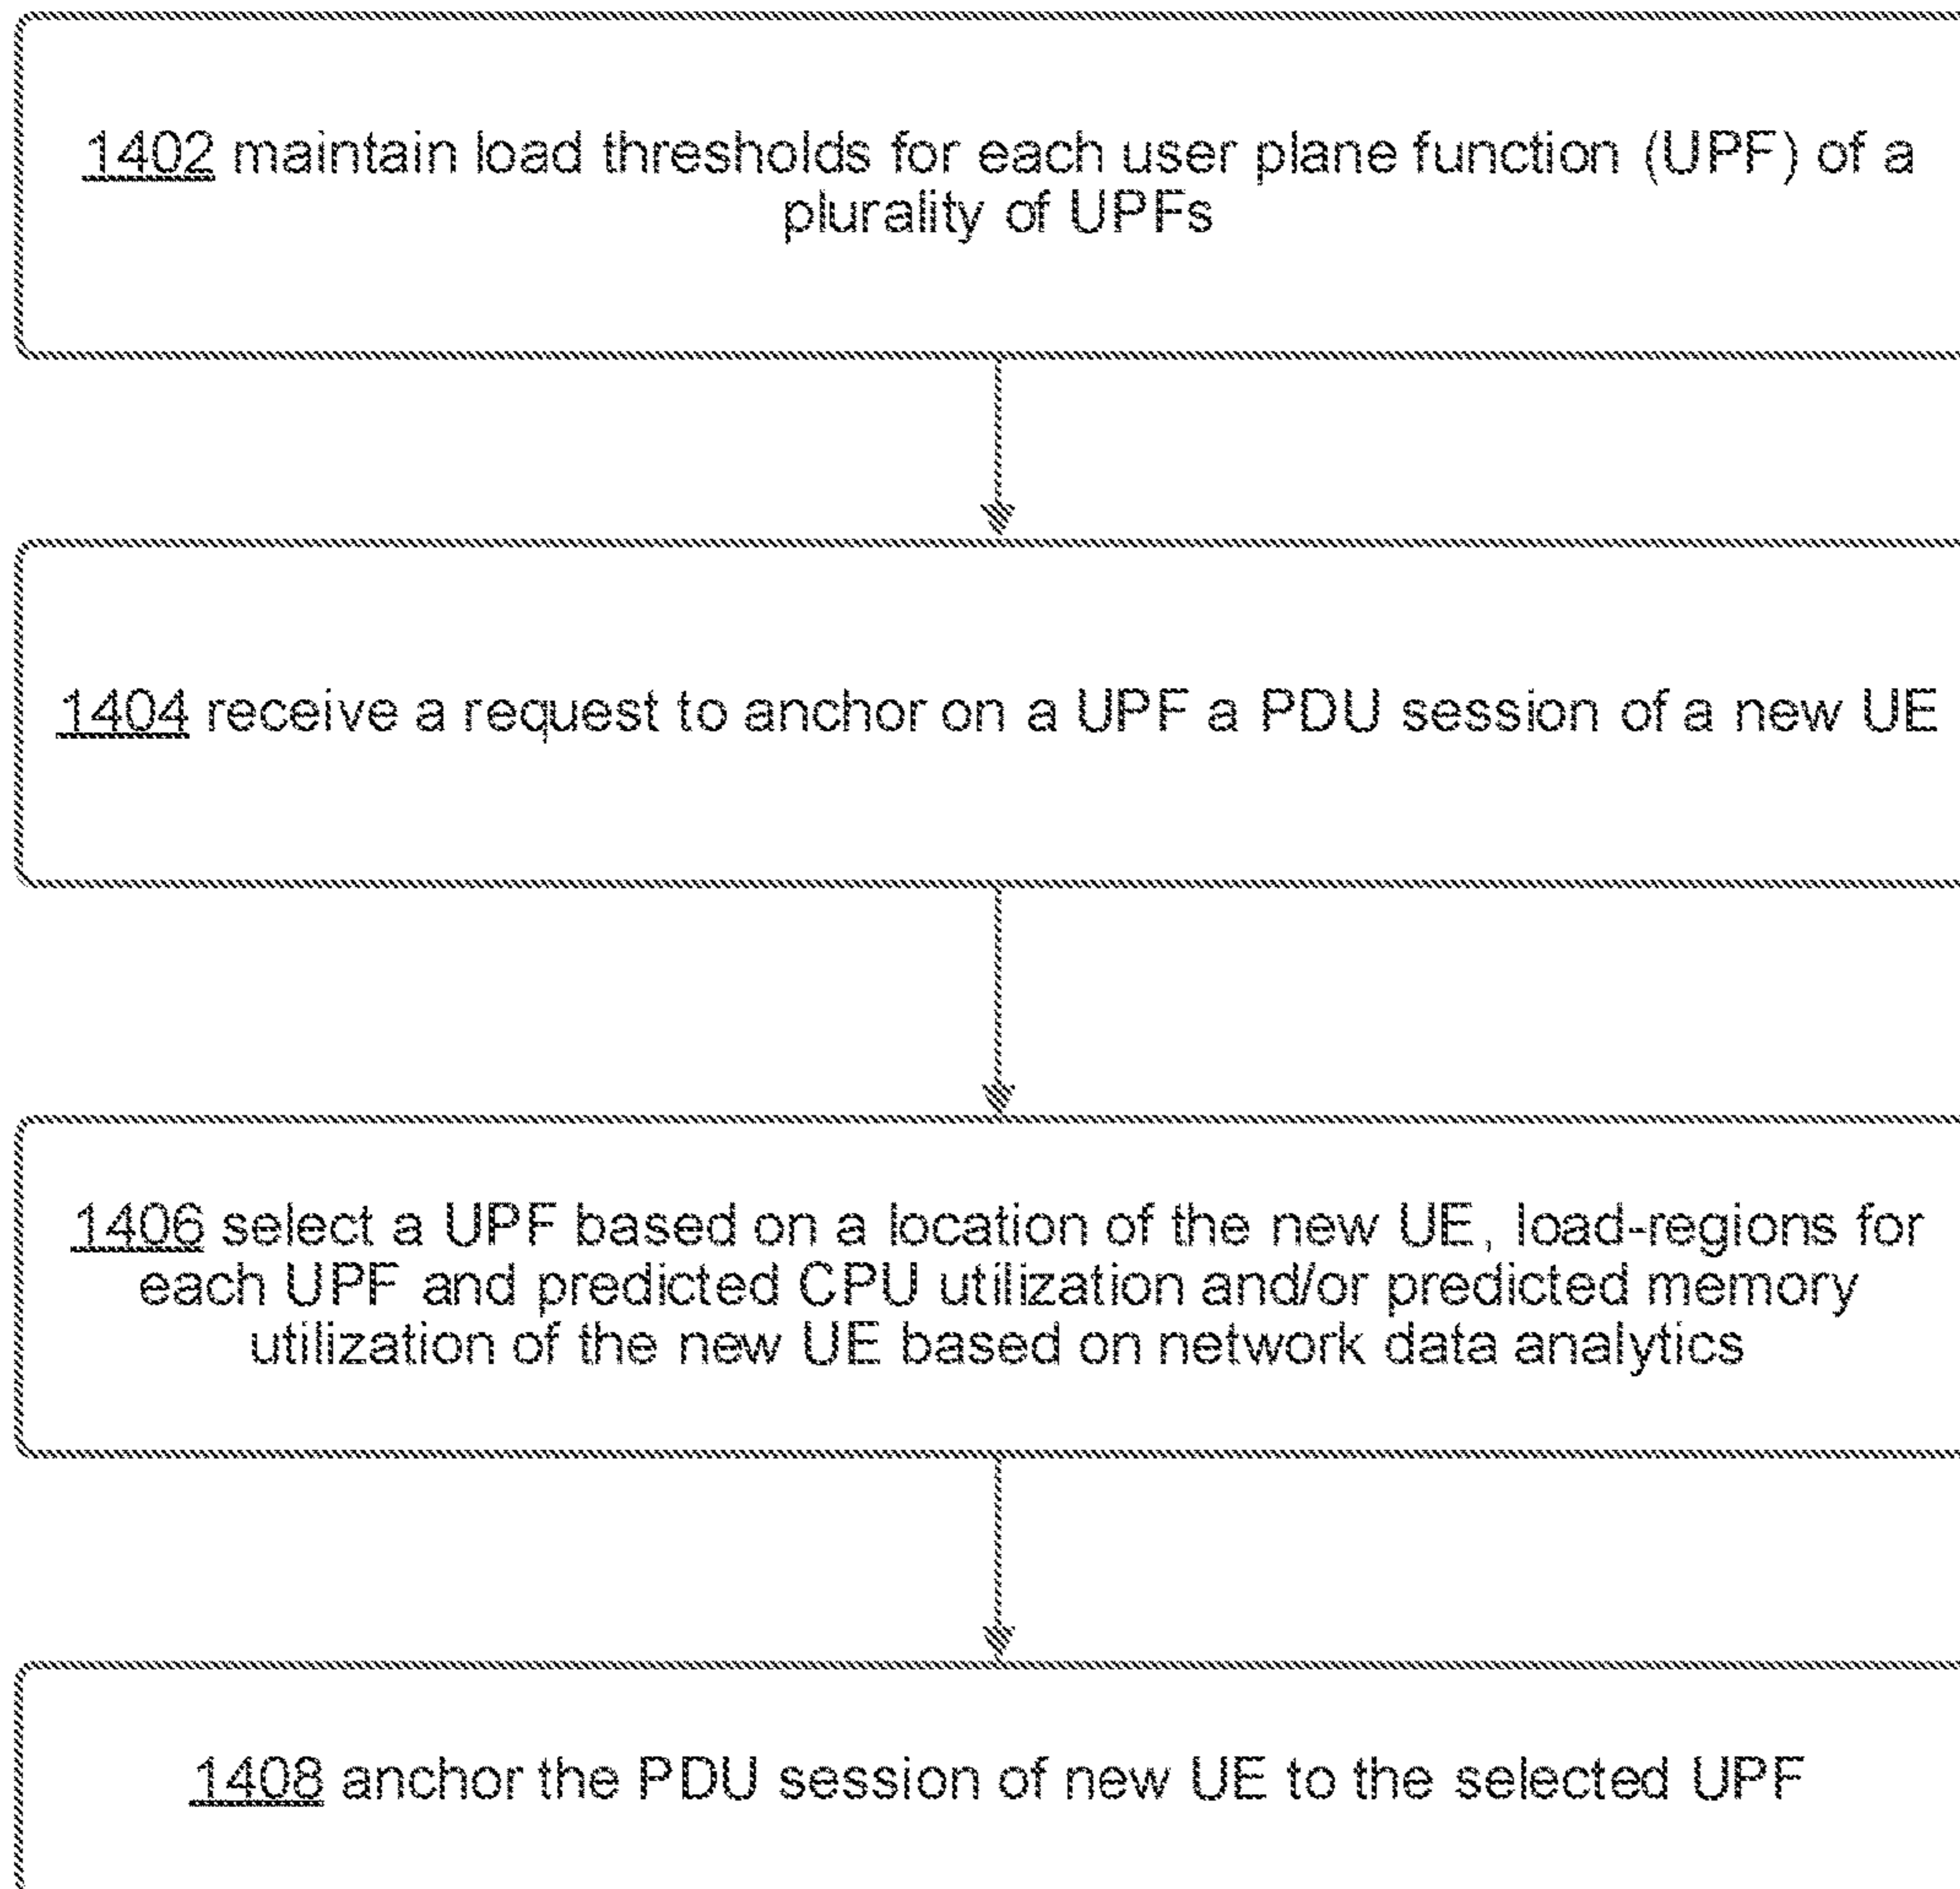 1402 maintain load thresholds for each user plane function (UPF) of a
plurality of UPFs
1404 receive a request to anchor on a UPF a PDU session of a new UE
1406 select a UPF based on a location of the new UE, load-regions for
each UPF and predicted CPU utilization and/or predicted memory
utilization of the new UE based on network data analytics
1408 anchor the PDU session of new UE to the selected UPF